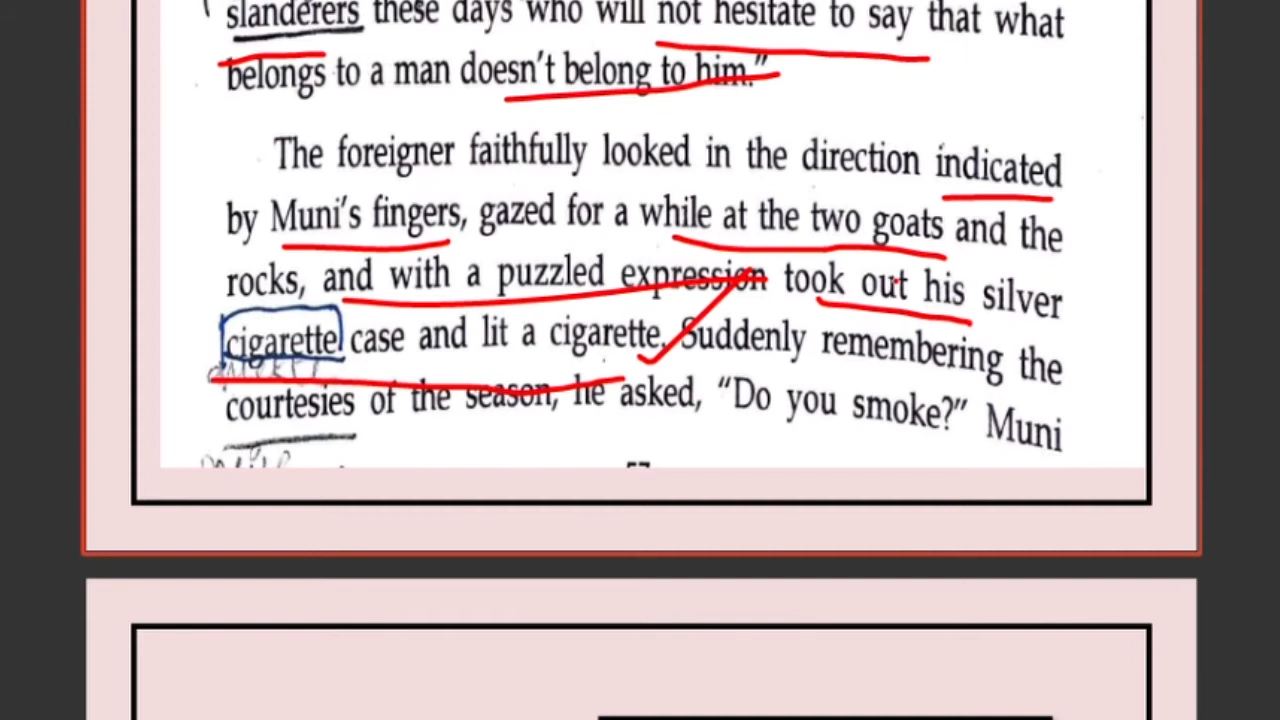 slanderers these days who will not hesitate to say that what
belongs to a man doesn't belong to him."
The foreigner faithfully looked in the direction indicated
by Muni's fingers, gazed for a while at the two goats and the
rocks, and with a puzzled expression took out his silver
cigarette case and lit a cigarette. Suddenly remembering the
courtesies of the season, he asked, "Do you smoke?" Muni